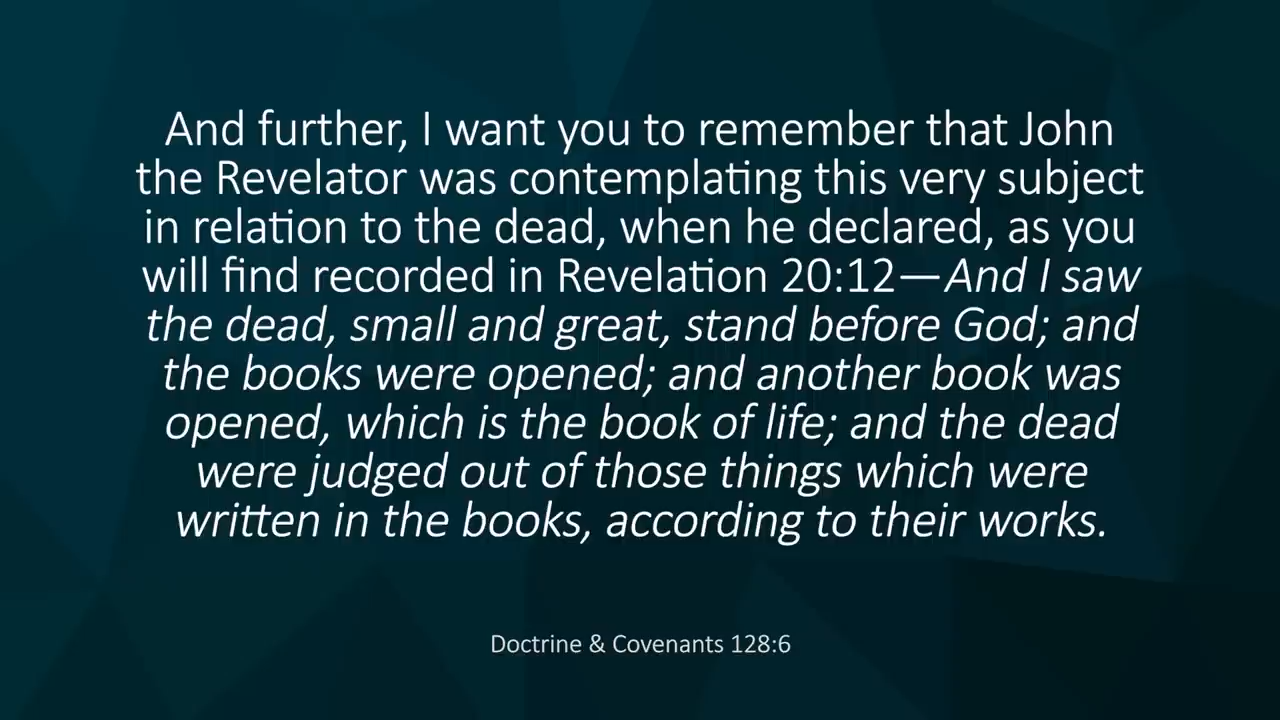 And further, I want you to remember that John
the Revelator was contemplating this very subject
in relation to the dead, when he declared, as you
will find recorded in Revelation 20:12—And I saw
the dead, small and great, stand before God; and
the books were opened; and another book was
opened, which is the book of life; and the dead
were judged out of those things which were
written in the books, according to their works.
Doctrine & Covenants 128:6